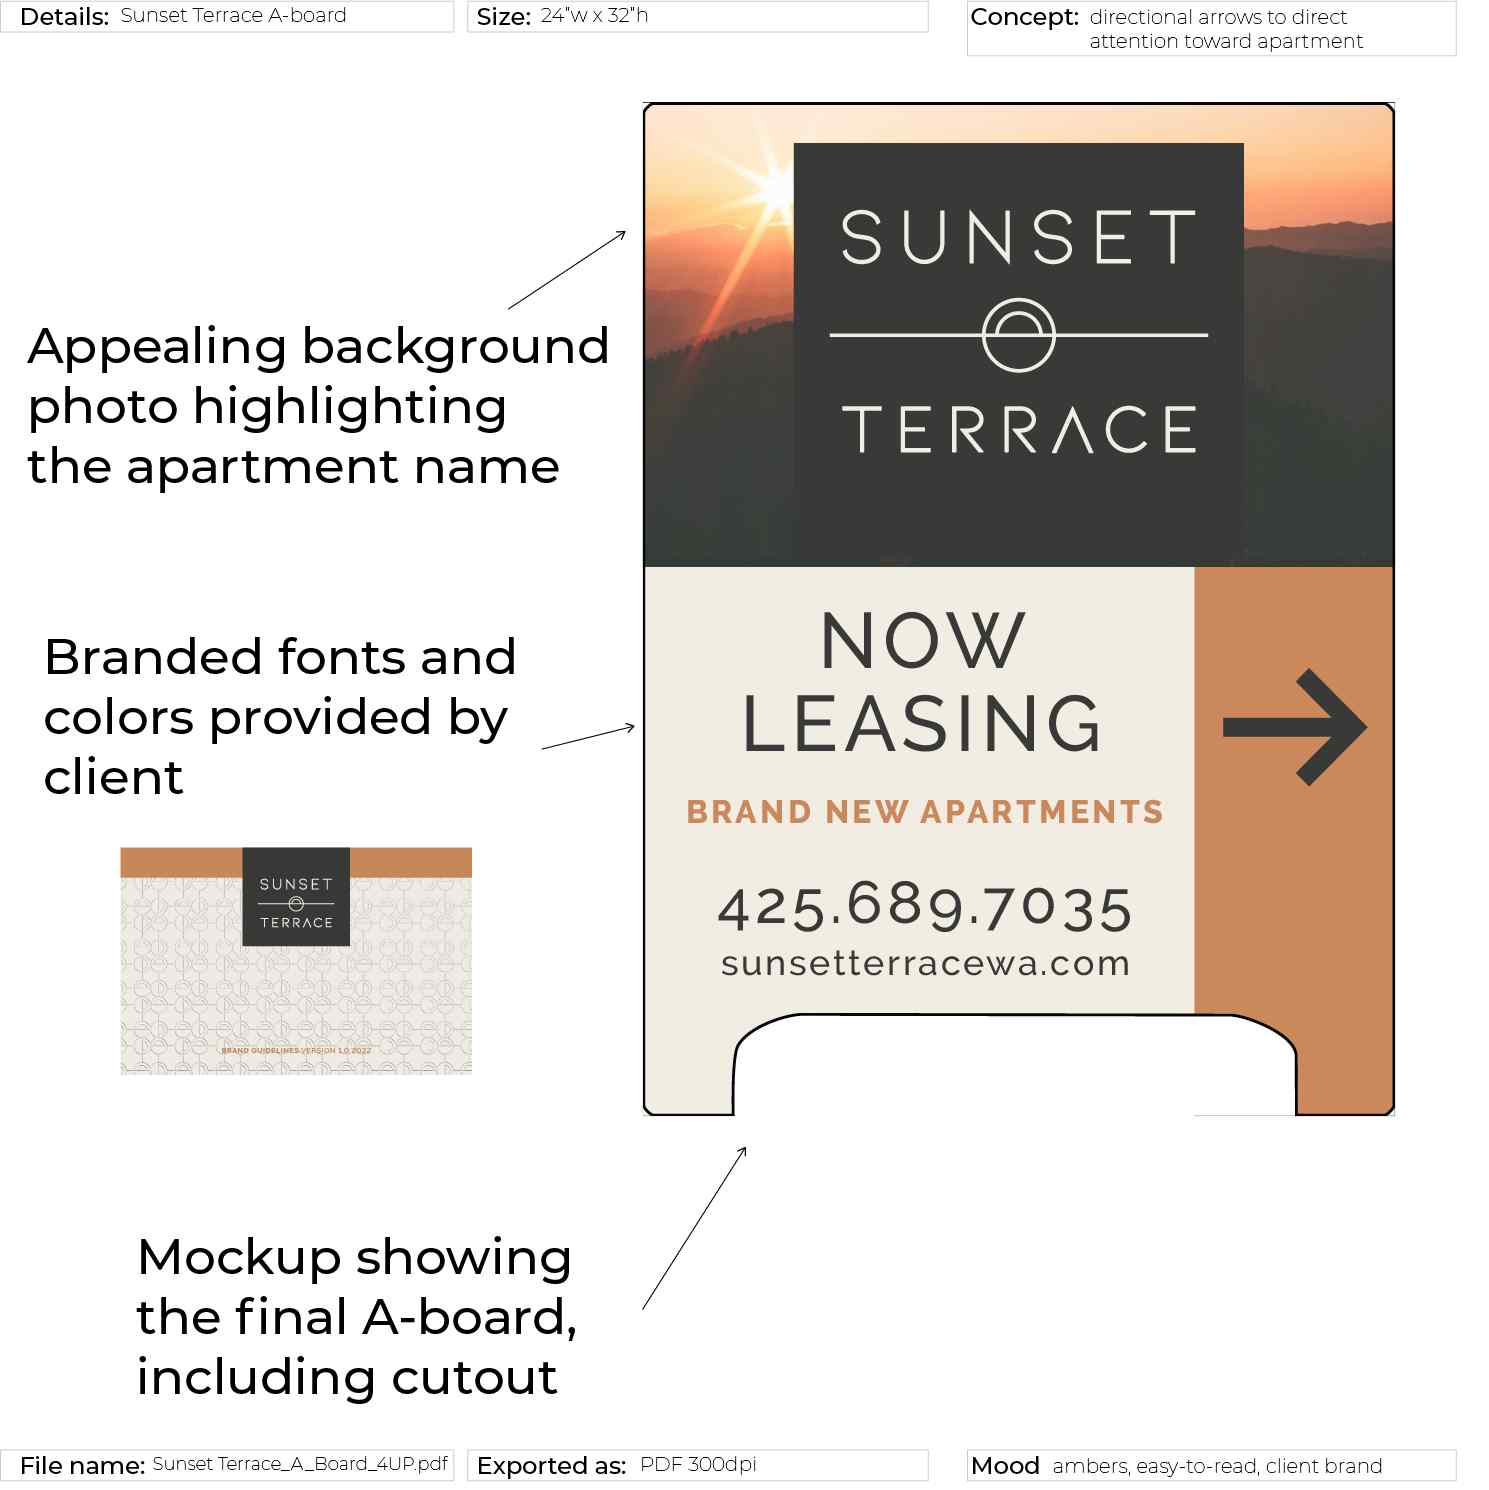 Details: Sunset Terrace A-board
Size: 24"w x 32"h
Concept: directional arrows to direct
attention toward apartment
SUNSET
TERRACE
Appealing background
photo highlighting
the apartment name
NOW
LEASING
BRAND NEW APARTMENTS
425.689.7035
sunsetterracewa.com
Branded fonts and
colors provided by
client
SUNSET
TERRACE
BRAND GUIDELINES VERSION 1.0 2022
Mockup showing
the final A-board,
including cutout
File name: Sunset Terrace_A_Board_4UP.pdf
Exported as: PDF 300dpi
Mood ambers, easy-to-read, client brand